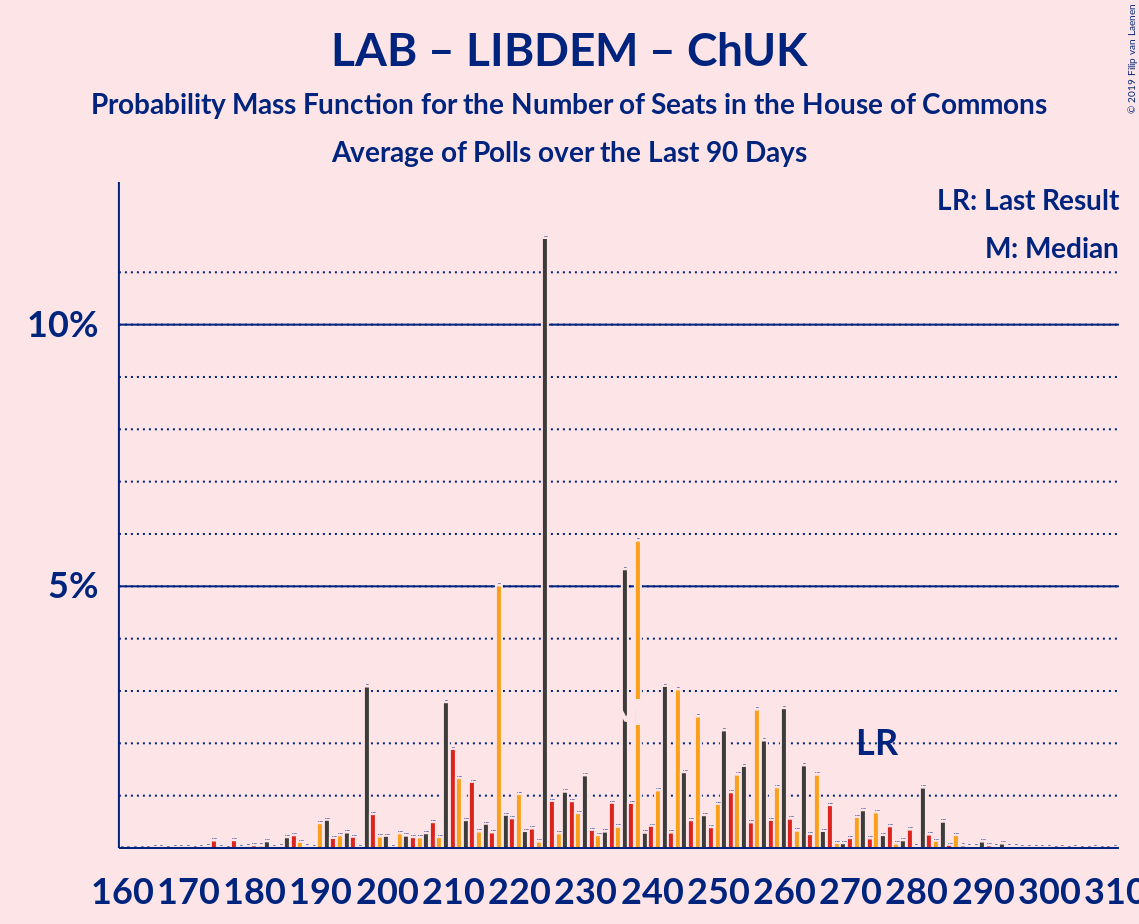 LAB – LIBDEM – ChUK
Probability Mass Function for the Number of Seats in the House of Commons
Average of Polls over the Last 90 Days
© 2019 Filip van Laenen
LR: Last Result
M: Median
10%
5%
LR
160 170 180 190 200 210 220 230 240 250 260 270 280 290 300 310